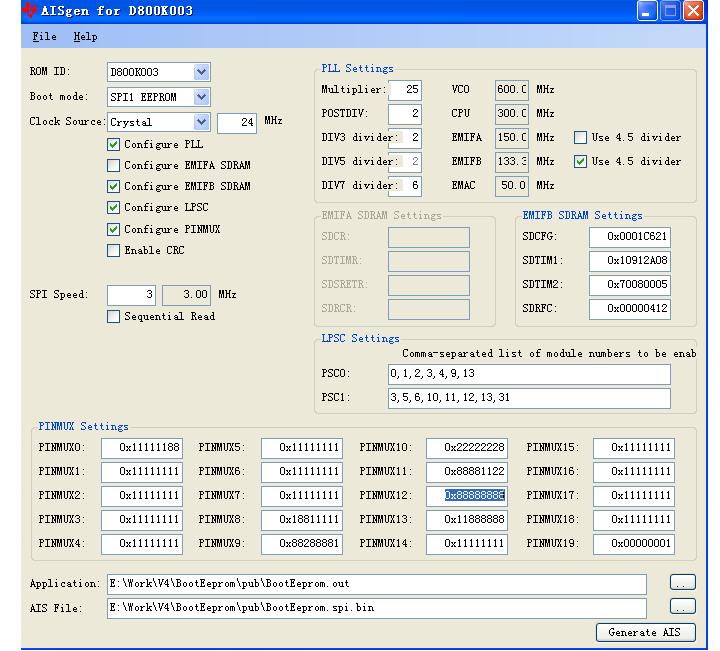 AISgen for D800K003
File Help
ROM ID: D800K003
Boot mode: SPI1 EEPROM
Clock Source: Crystal 24 MHz
Configure PLL
Configure EMIFA SDRAM
Configure EMIFB SDRAM
Configure LPSC
Configure PINMUX
Enable CRC
SPI Speed: 3 3.00 MHz
Sequential Read
PLL Settings
Multiplier: 25 VCO 600.0 MHz
POSTDIV: 2 CPU 300.0 MHz
DIV3 divider: 2 EMIFA 150.0 MHz Use 4.5 divider
DIV5 divider: 2 EMIFB 133.3 MHz Use 4.5 divider
DIV7 divider: 6 EMAC 50.0 MHz
EMIFA SDRAM Settings
SDCR:
SDTIMR:
SDSRETR:
SDRCR:
EMIFB SDRAM Settings
SDCFG: 0x0001C621
SDTIM1: 0x10912A08
SDTIM2: 0x70080005
SDRFC: 0x00000412
LPSC Settings
Comma-separated list of module numbers to be enab
PSC0: 0,1,2,3,4,9,13
PSC1: 3,5,6,10,11,12,13,31
PINMUX Settings
PINMUX0: 0x11111188 PINMUX5: 0x11111111 PINMUX10: 0x22222228 PINMUX15: 0x11111111
PINMUX1: 0x11111111 PINMUX6: 0x11111111 PINMUX11: 0x88881122 PINMUX16: 0x11111111
PINMUX2: 0x11111111 PINMUX7: 0x11111111 PINMUX12: 0x88888888 PINMUX17: 0x11111111
PINMUX3: 0x11111111 PINMUX8: 0x18811111 PINMUX13: 0x11888888 PINMUX18: 0x11111111
PINMUX4: 0x11111111 PINMUX9: 0x88288881 PINMUX14: 0x11111111 PINMUX19: 0x00000001
Application: E:\Work\V4\BootEeprom\pub\BootEeprom.out ..
AIS File: E:\Work\V4\BootEeprom\pub\BootEeprom.spi.bin ..
Generate AIS